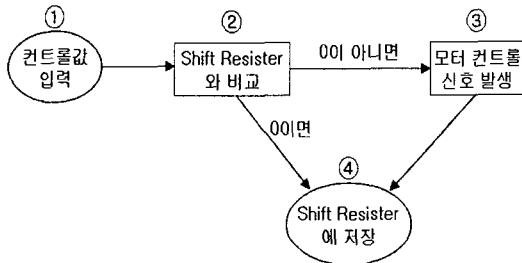 ①
컨트롤값
입력
②
Shift Resister
와 비교
0이 아니면
③
모터 컨트롤
신호 발생
0이면
④
Shift Resister
에 저장